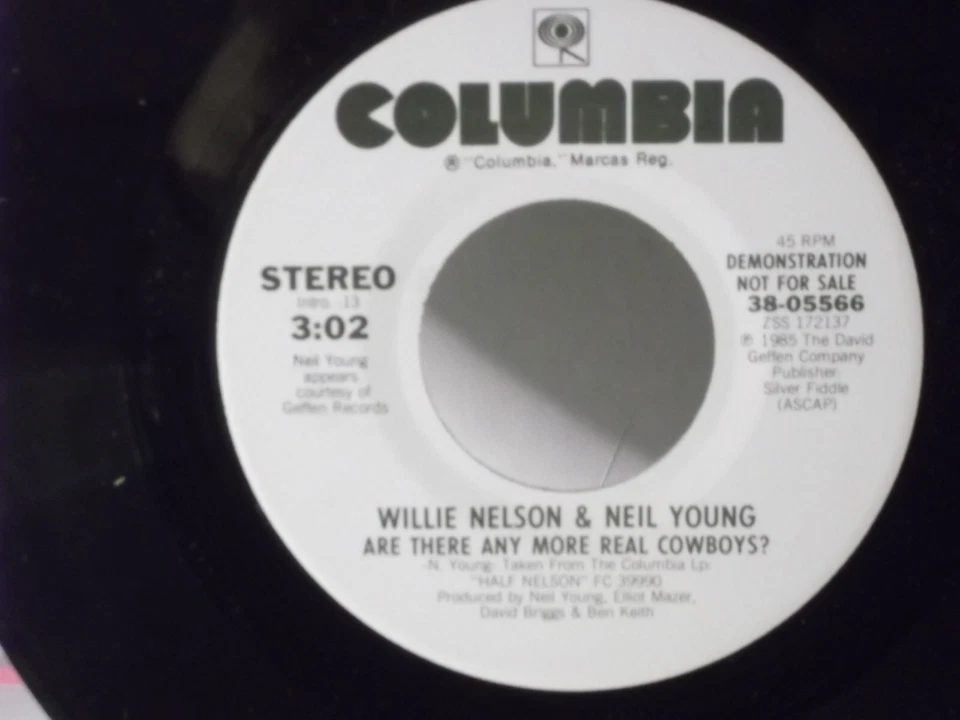 COLUMBIA
® "Columbia," Marcas Reg.
STEREO
Intro. :13
3:02
Neil Young
appears
courtesy of
Geffen Records
45 RPM
DEMONSTRATION
NOT FOR SALE
38-05566
ZSS 172137
℗ 1985 The David
Geffen Company
Publisher:
Silver Fiddle
(ASCAP)
WILLIE NELSON & NEIL YOUNG
ARE THERE ANY MORE REAL COWBOYS?
-N. Young- Taken From The Columbia Lp:
"HALF NELSON" FC 39990
Produced by Neil Young, Elliot Mazer,
David Briggs & Ben Keith